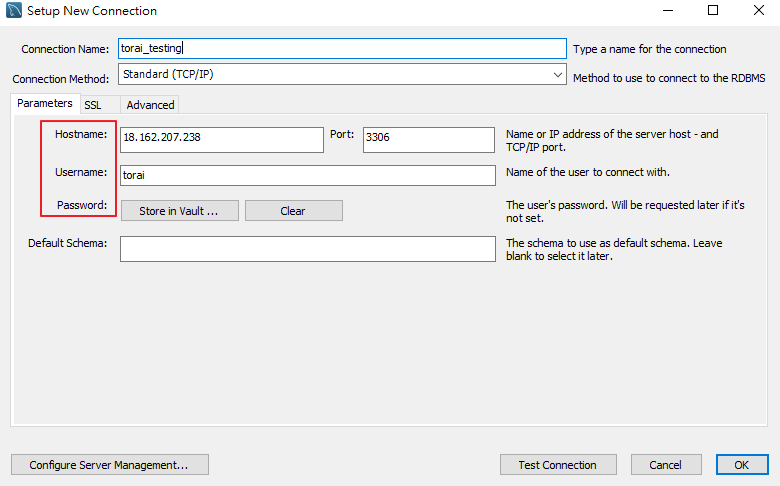 Setup New Connection
Connection Name: torai_testing Type a name for the connection
Connection Method: Standard (TCP/IP) Method to use to connect to the RDBMS
Parameters SSL Advanced
Hostname: 18.162.207.238 Port: 3306 Name or IP address of the server host - and
TCP/IP port.
Username: torai Name of the user to connect with.
Password: Store in Vault ... Clear The user's password. Will be requested later if it's
not set.
Default Schema: The schema to use as default schema. Leave
blank to select it later.
Configure Server Management... Test Connection Cancel OK